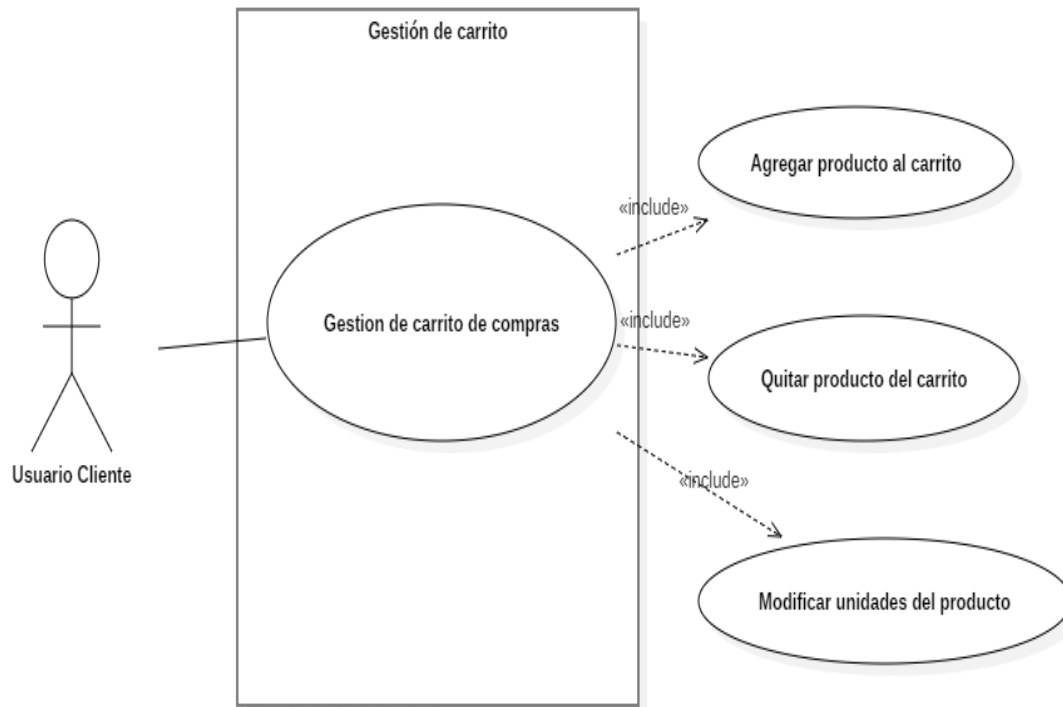 Gestión de carrito
Agregar producto al carrito
«include»
Gestion de carrito de compras
«include»
Quitar producto del carrito
Usuario Cliente
«include»
Modificar unidades del producto